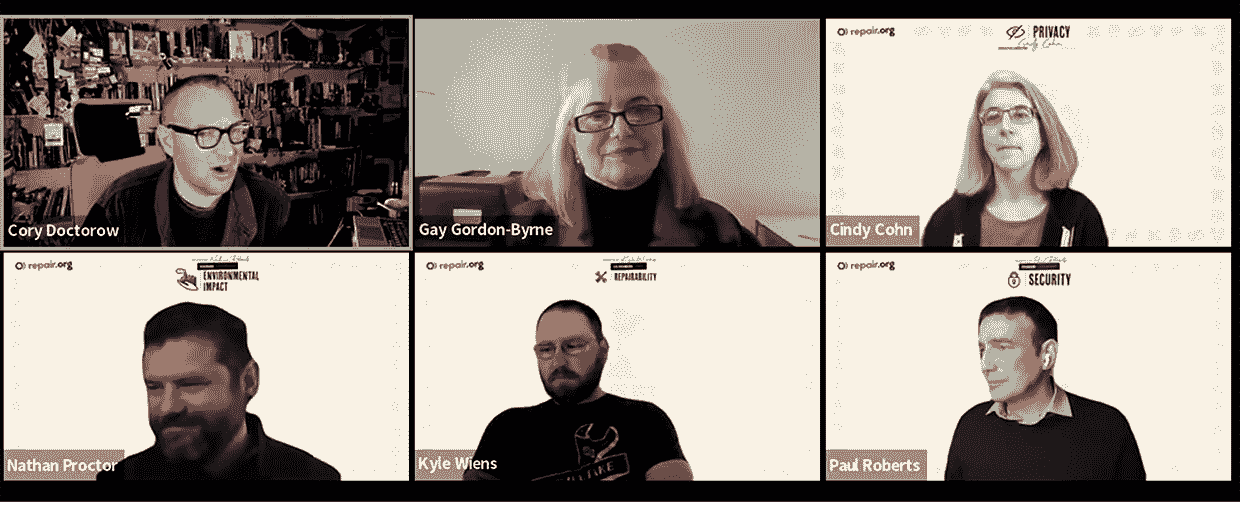 Cory Doctorow
Gay Gordon-Byrne
repair.org
PRIVACY
Cindy Cohn
Cindy Cohn
repair.org
ENVIRONMENTAL
IMPACT
Nathan Proctor
repair.org
REPAIRABILITY
Kyle Wiens
repair.org
SECURITY
Paul Roberts